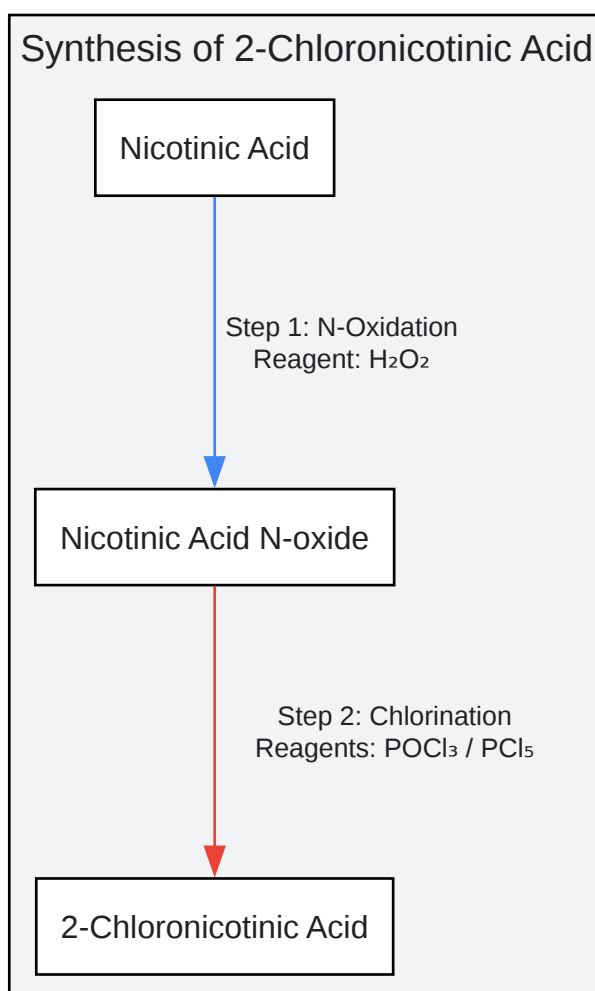 Synthesis of 2-Chloronicotinic Acid
Nicotinic Acid
Step 1: N-Oxidation
Reagent: H₂O₂
Nicotinic Acid N-oxide
Step 2: Chlorination
Reagents: POCl₃ / PCl₅
2-Chloronicotinic Acid